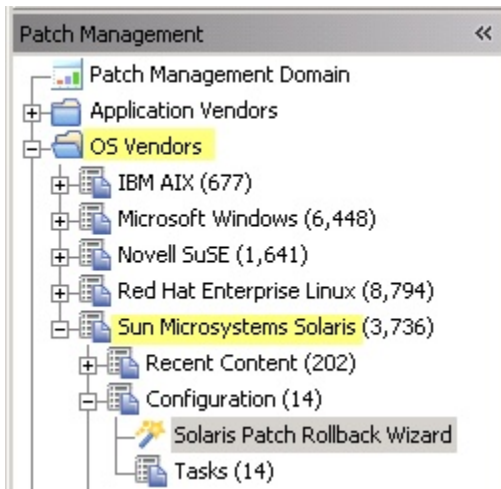 Patch Management «
Patch Management Domain
Application Vendors
OS Vendors
IBM AIX (677)
Microsoft Windows (6,448)
Novell SuSE (1,641)
Red Hat Enterprise Linux (8,794)
Sun Microsystems Solaris (3,736)
Recent Content (202)
Configuration (14)
Solaris Patch Rollback Wizard
Tasks (14)